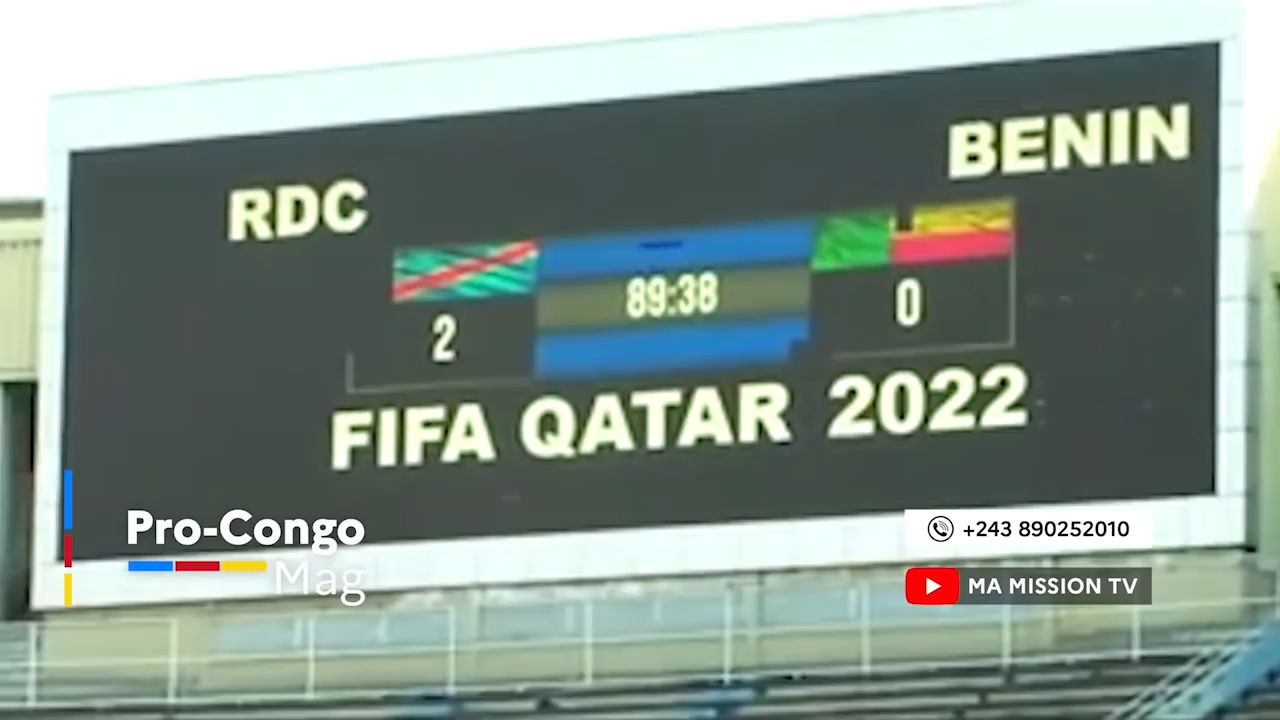 RDC
BENIN
89:38
2
0
FIFA QATAR 2022
Pro-Congo
Mag
+243 890252010
MA MISSION TV